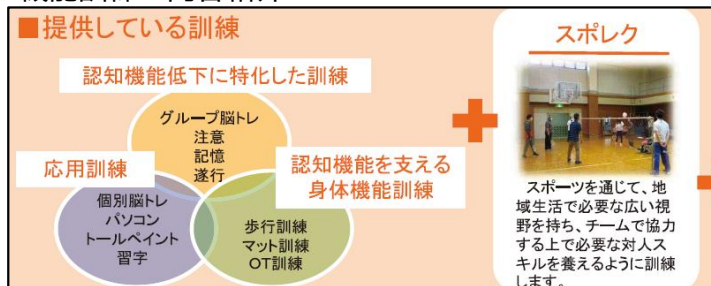 ■提供している訓練
認知機能低下に特化した訓練
グループ脳トレ
注意
記憶
遂行
応用訓練
個別脳トレ
パソコン
トールペイント
習字
認知機能を支える
身体機能訓練
歩行訓練
マット訓練
OT訓練
+
スポレク
スポーツを通じて、地
域生活で必要な広い視
野を持ち、チームで協力
する上で必要な対人ス
キルを養えるように訓練
します。